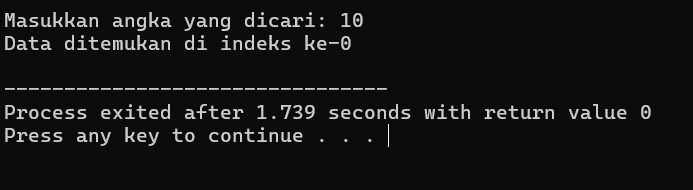 Masukkan angka yang dicari: 10
Data ditemukan di indeks ke-0
--------------------------------
Process exited after 1.739 seconds with return value 0
Press any key to continue . . .